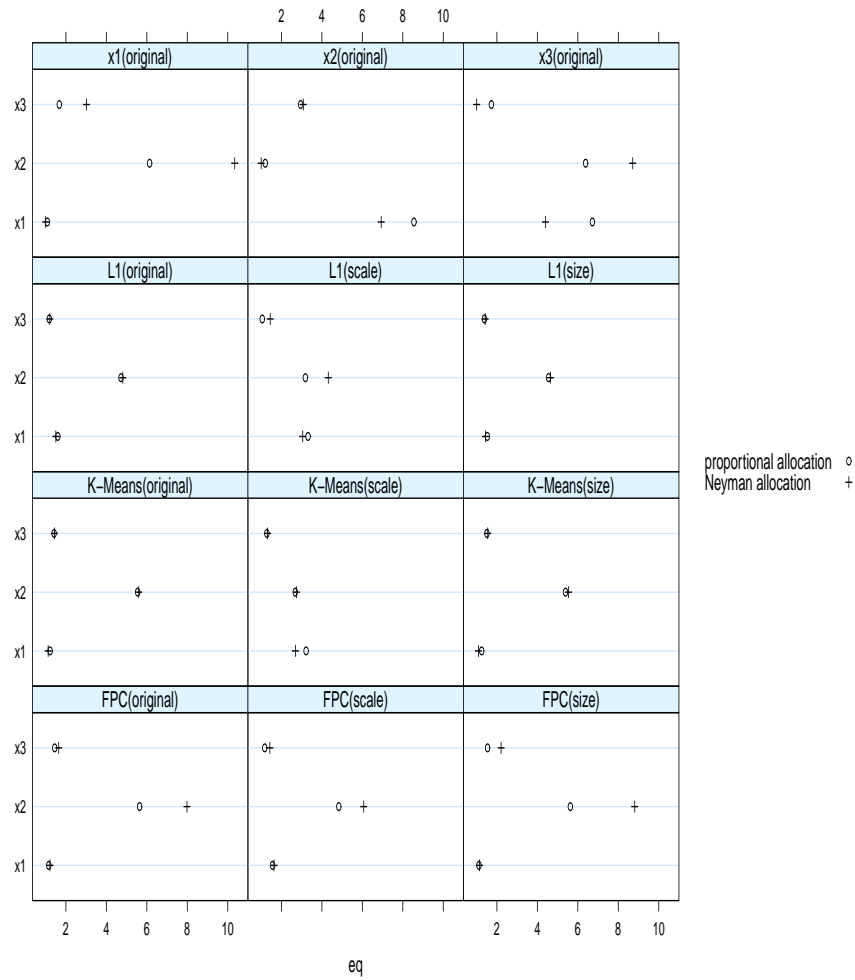 2 4 6 8 10
x1(original) x2(original) x3(original)
x3
x2
x1
L1(original) L1(scale) L1(size)
x3
x2
x1
proportional allocation
Neyman allocation
K−Means(original) K−Means(scale) K−Means(size)
x3
x2
x1
FPC(original) FPC(scale) FPC(size)
x3
x2
x1
2 4 6 8 10 2 4 6 8 10
eq